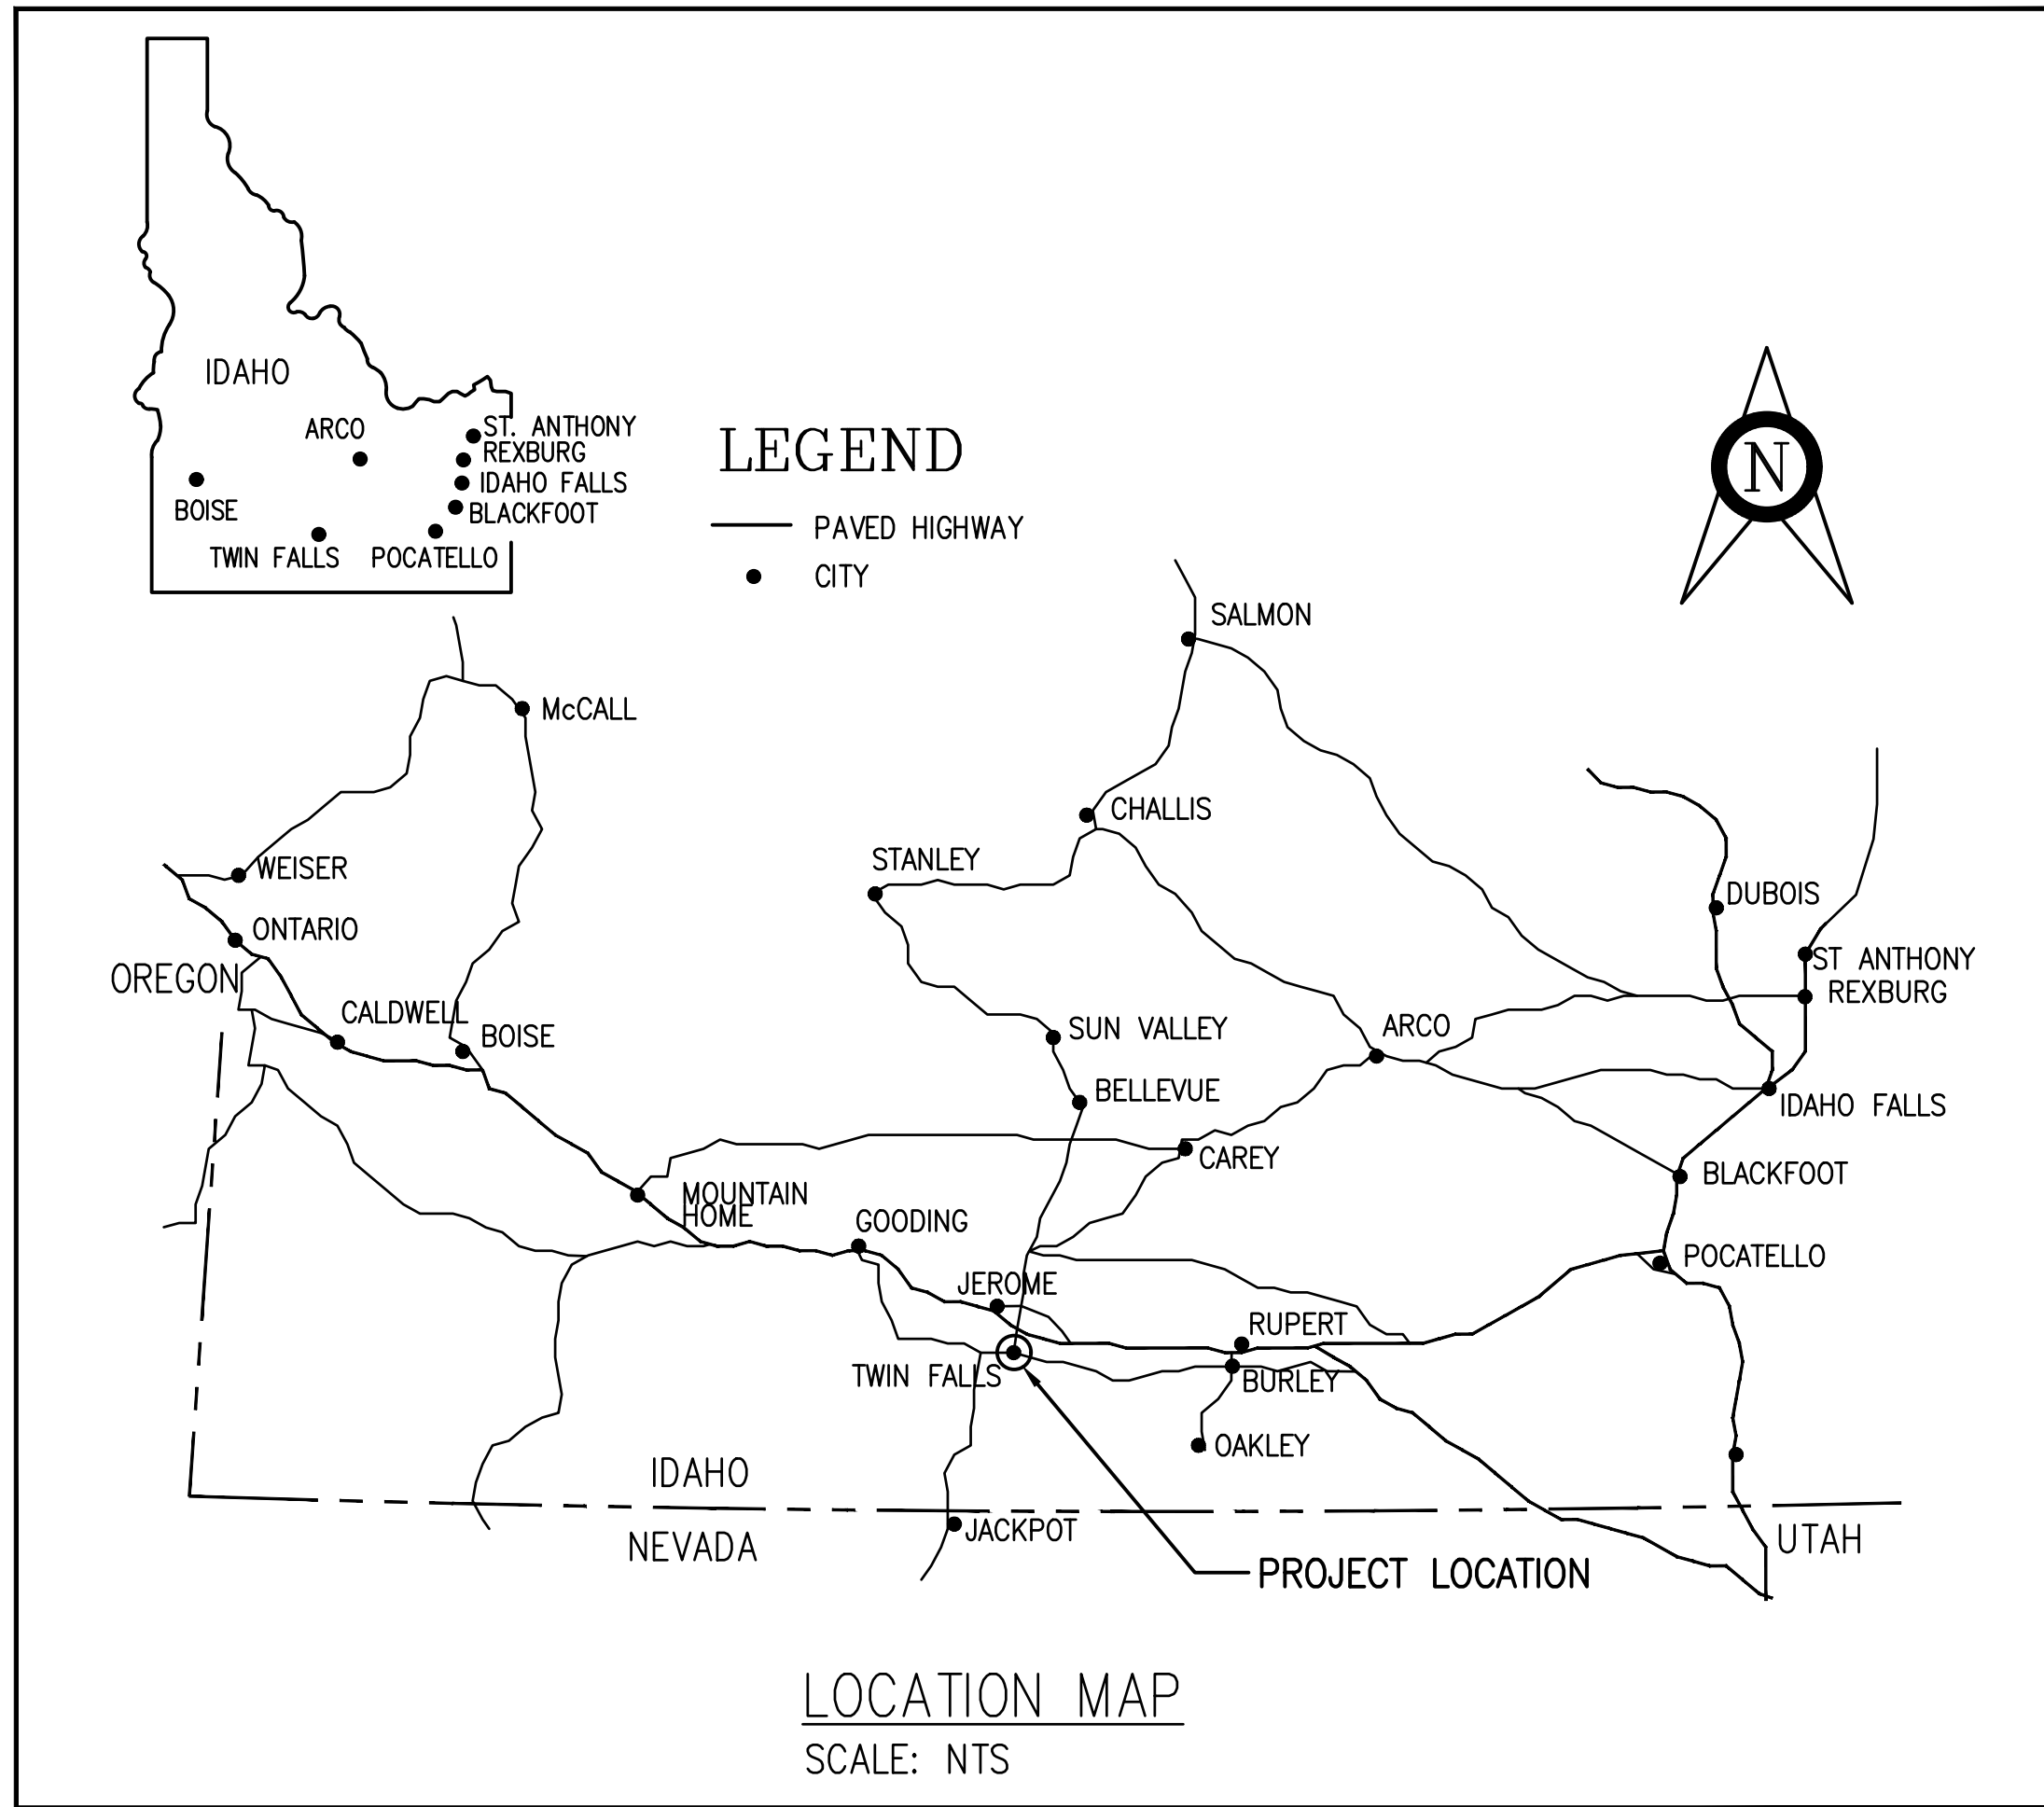 IDAHO
ARCO
ST. ANTHONY
REXBURG
IDAHO FALLS
BLACKFOOT
BOISE
TWIN FALLS
POCATELLO
LEGEND
PAVED HIGHWAY
CITY
N
SALMON
McCALL
CHALLIS
STANLEY
WEISER
DUBOIS
ONTARIO
ST ANTHONY
OREGON
REXBURG
CALDWELL
BOISE
SUN VALLEY
ARCO
BELLEVUE
IDAHO FALLS
CAREY
BLACKFOOT
MOUNTAIN
HOME
GOODING
POCATELLO
JEROME
RUPERT
TWIN FALLS
BURLEY
OAKLEY
IDAHO
NEVADA
JACKPOT
UTAH
PROJECT LOCATION
LOCATION MAP
SCALE: NTS